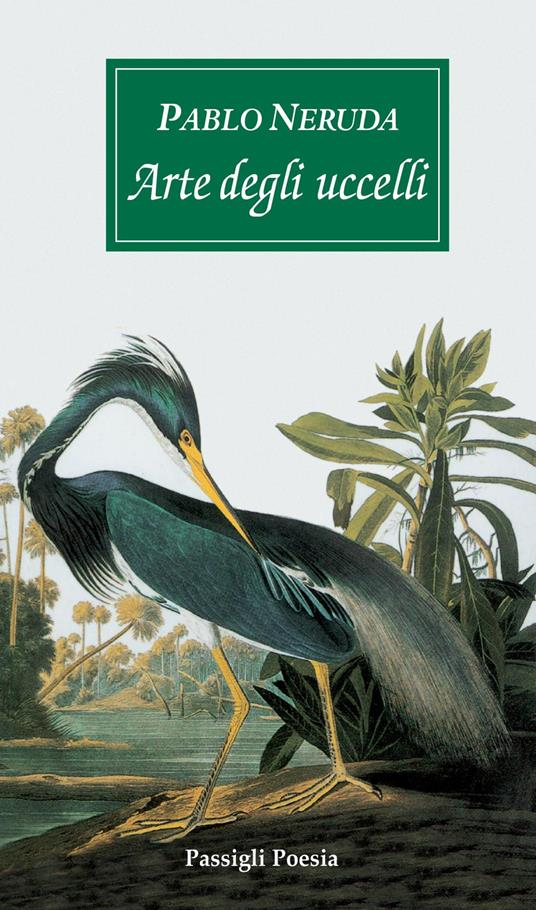 PABLO NERUDA
Arte degli uccelli
Passigli Poesia